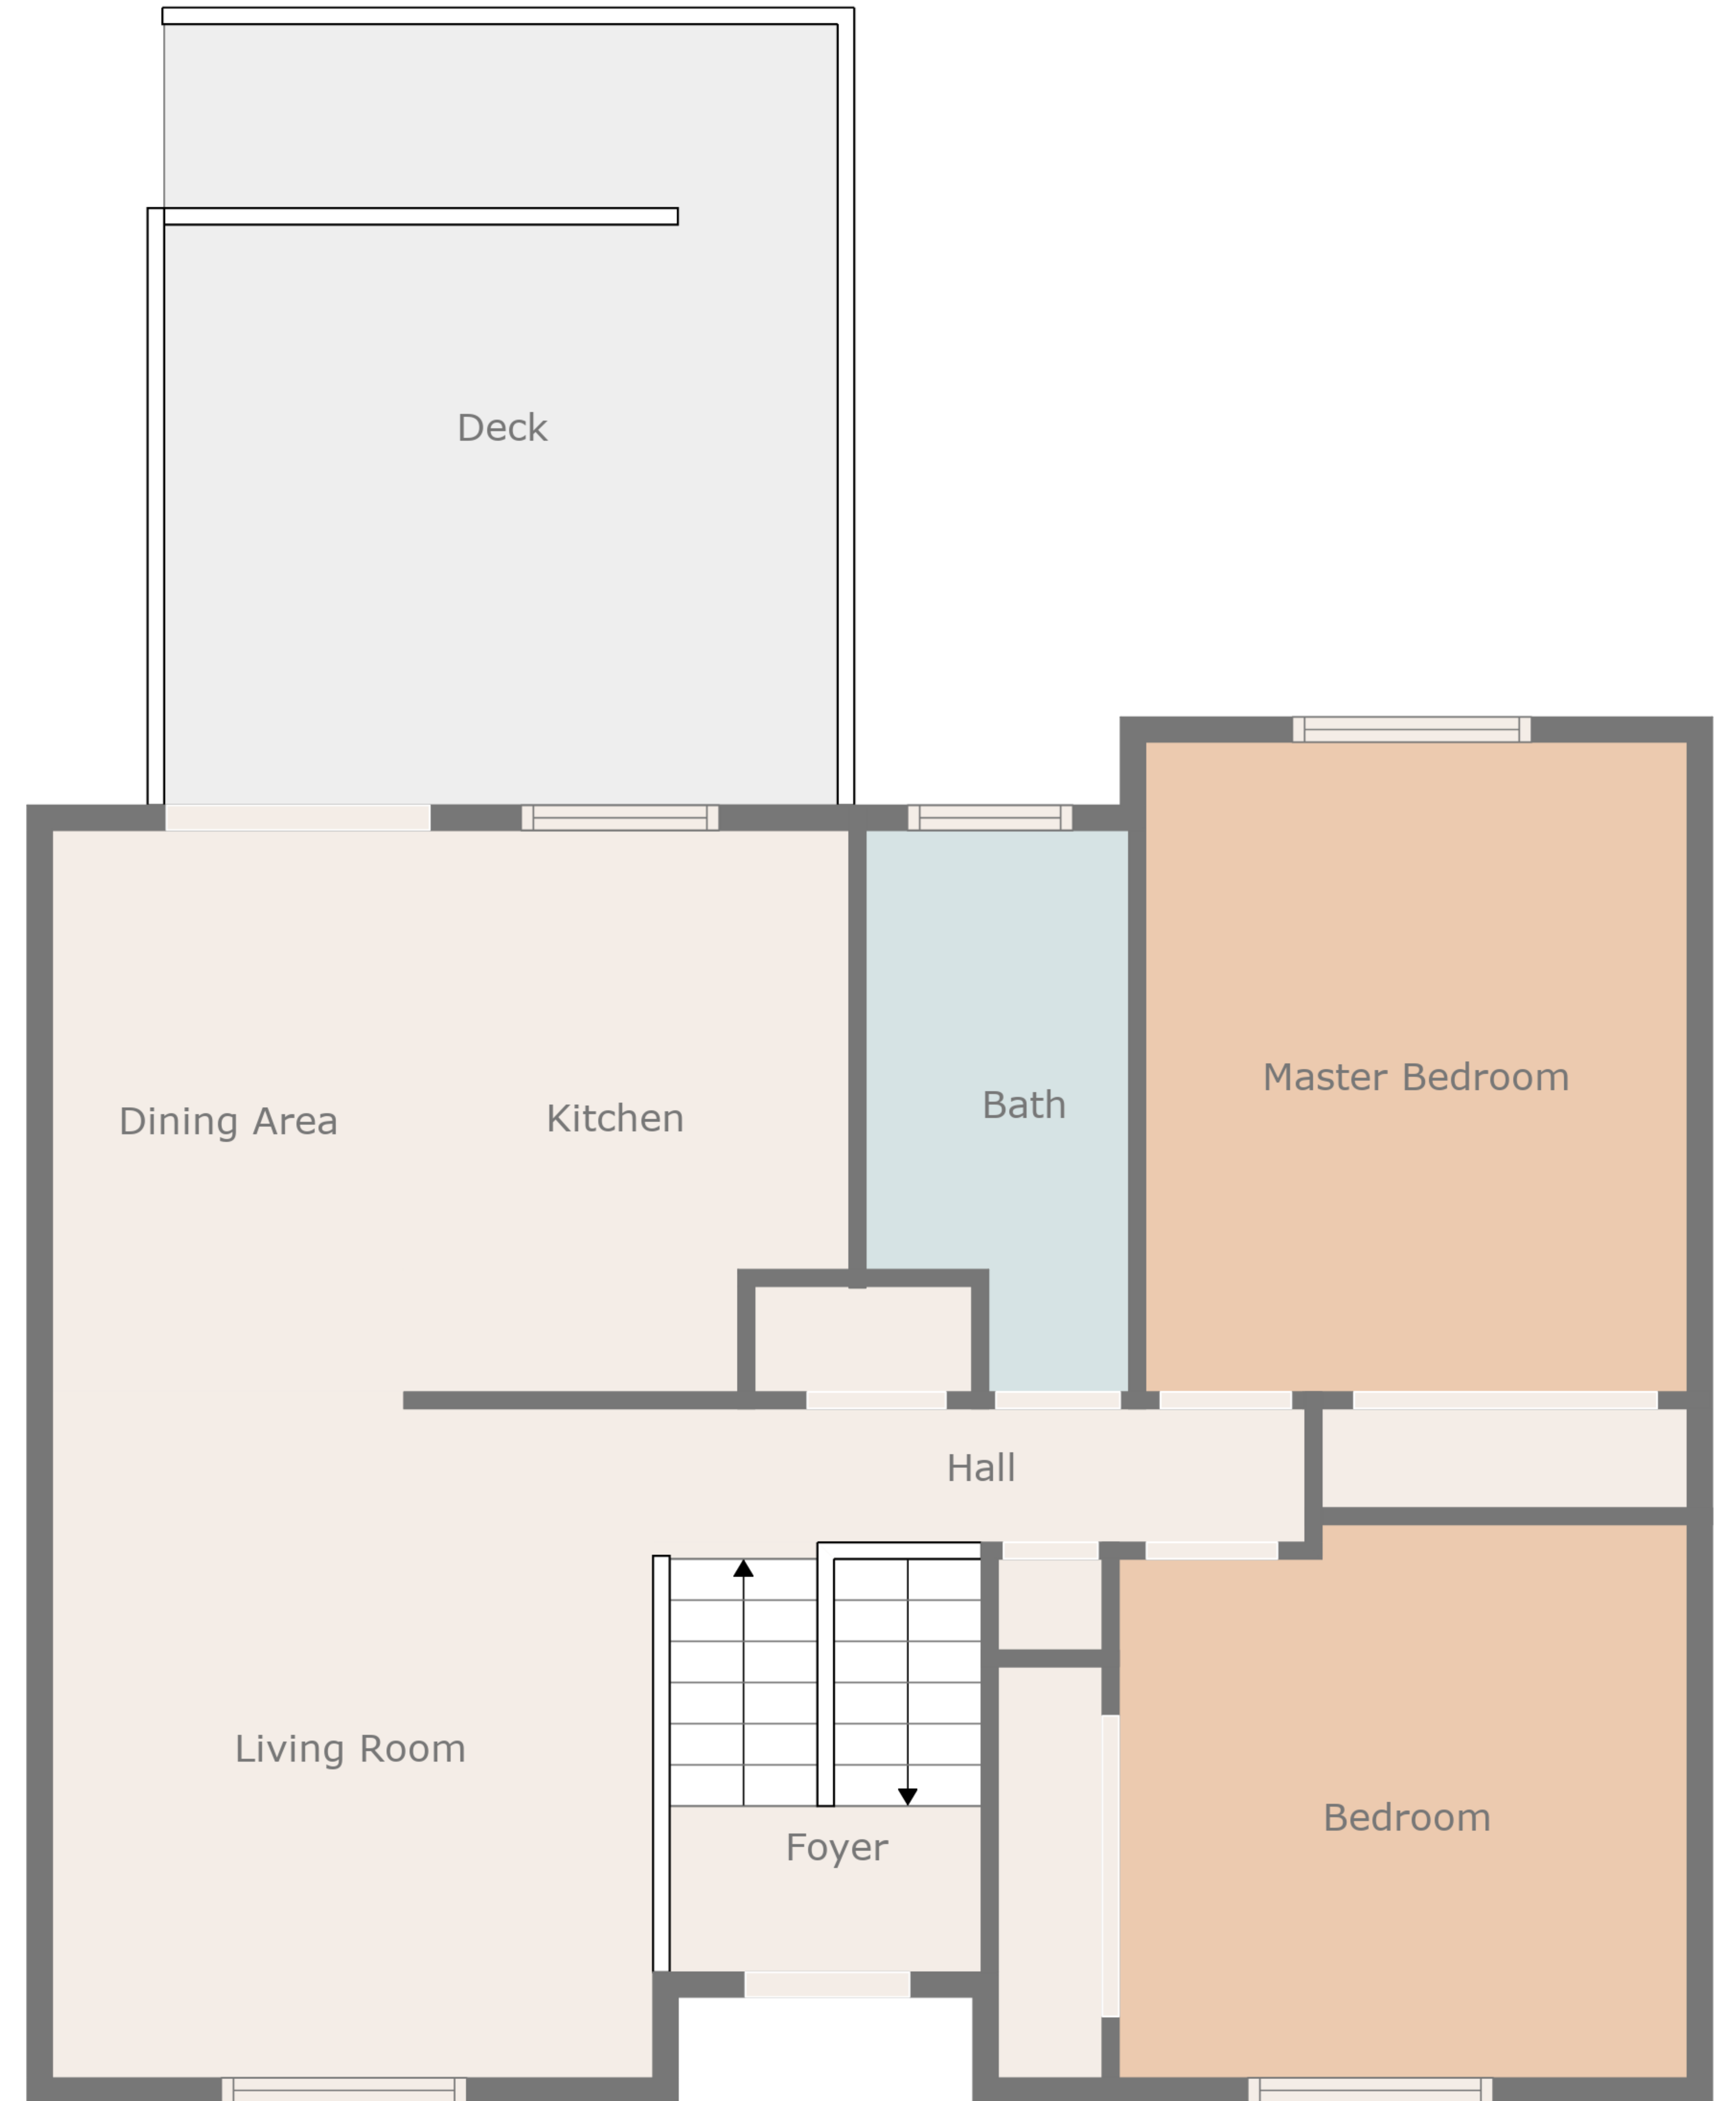 Deck
Master Bedroom
Bath
Dining Area
Kitchen
Hall
Living Room
Bedroom
Foyer